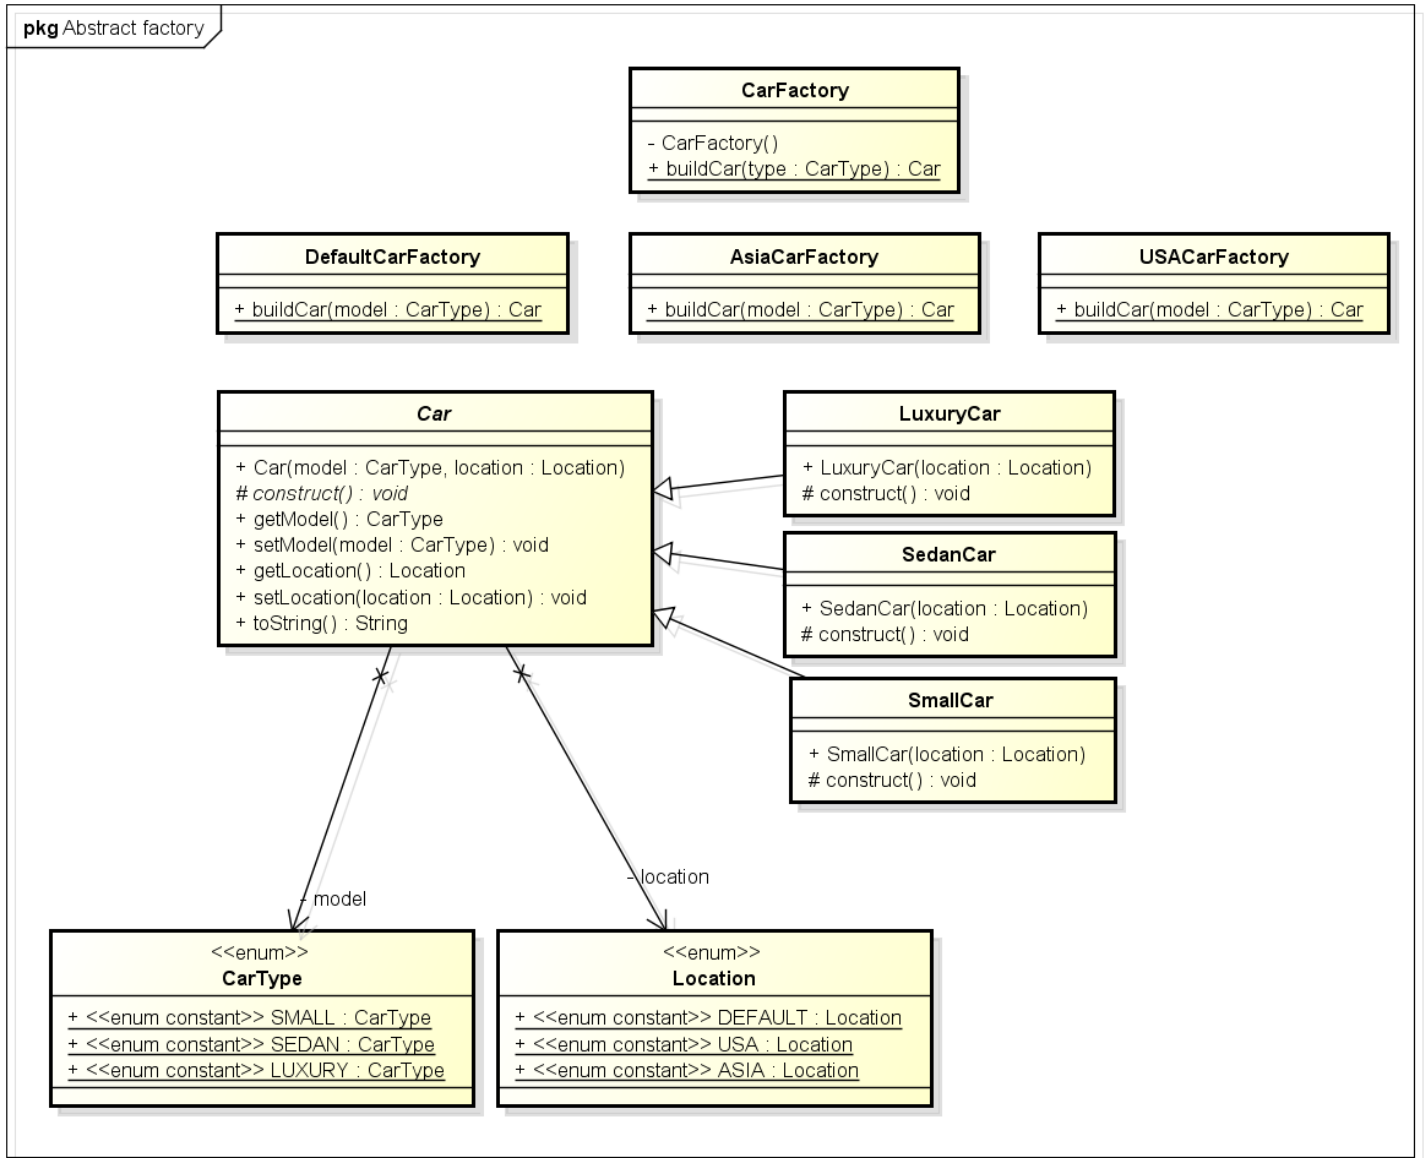 pkg Abstract factory
CarFactory
- CarFactory()
+ buildCar(type : CarType) : Car
DefaultCarFactory
+ buildCar(model : CarType) : Car
AsiaCarFactory
+ buildCar(model : CarType) : Car
USACarFactory
+ buildCar(model : CarType) : Car
Car
+ Car(model : CarType, location : Location)
# construct() : void
+ getModel() : CarType
+ setModel(model : CarType) : void
+ getLocation() : Location
+ setLocation(location : Location) : void
+ toString() : String
LuxuryCar
+ LuxuryCar(location : Location)
# construct() : void
SedanCar
+ SedanCar(location : Location)
# construct() : void
SmallCar
+ SmallCar(location : Location)
# construct() : void
- model
- location
<<enum>>
CarType
+ <<enum constant>> SMALL : CarType
+ <<enum constant>> SEDAN : CarType
+ <<enum constant>> LUXURY : CarType
<<enum>>
Location
+ <<enum constant>> DEFAULT : Location
+ <<enum constant>> USA : Location
+ <<enum constant>> ASIA : Location